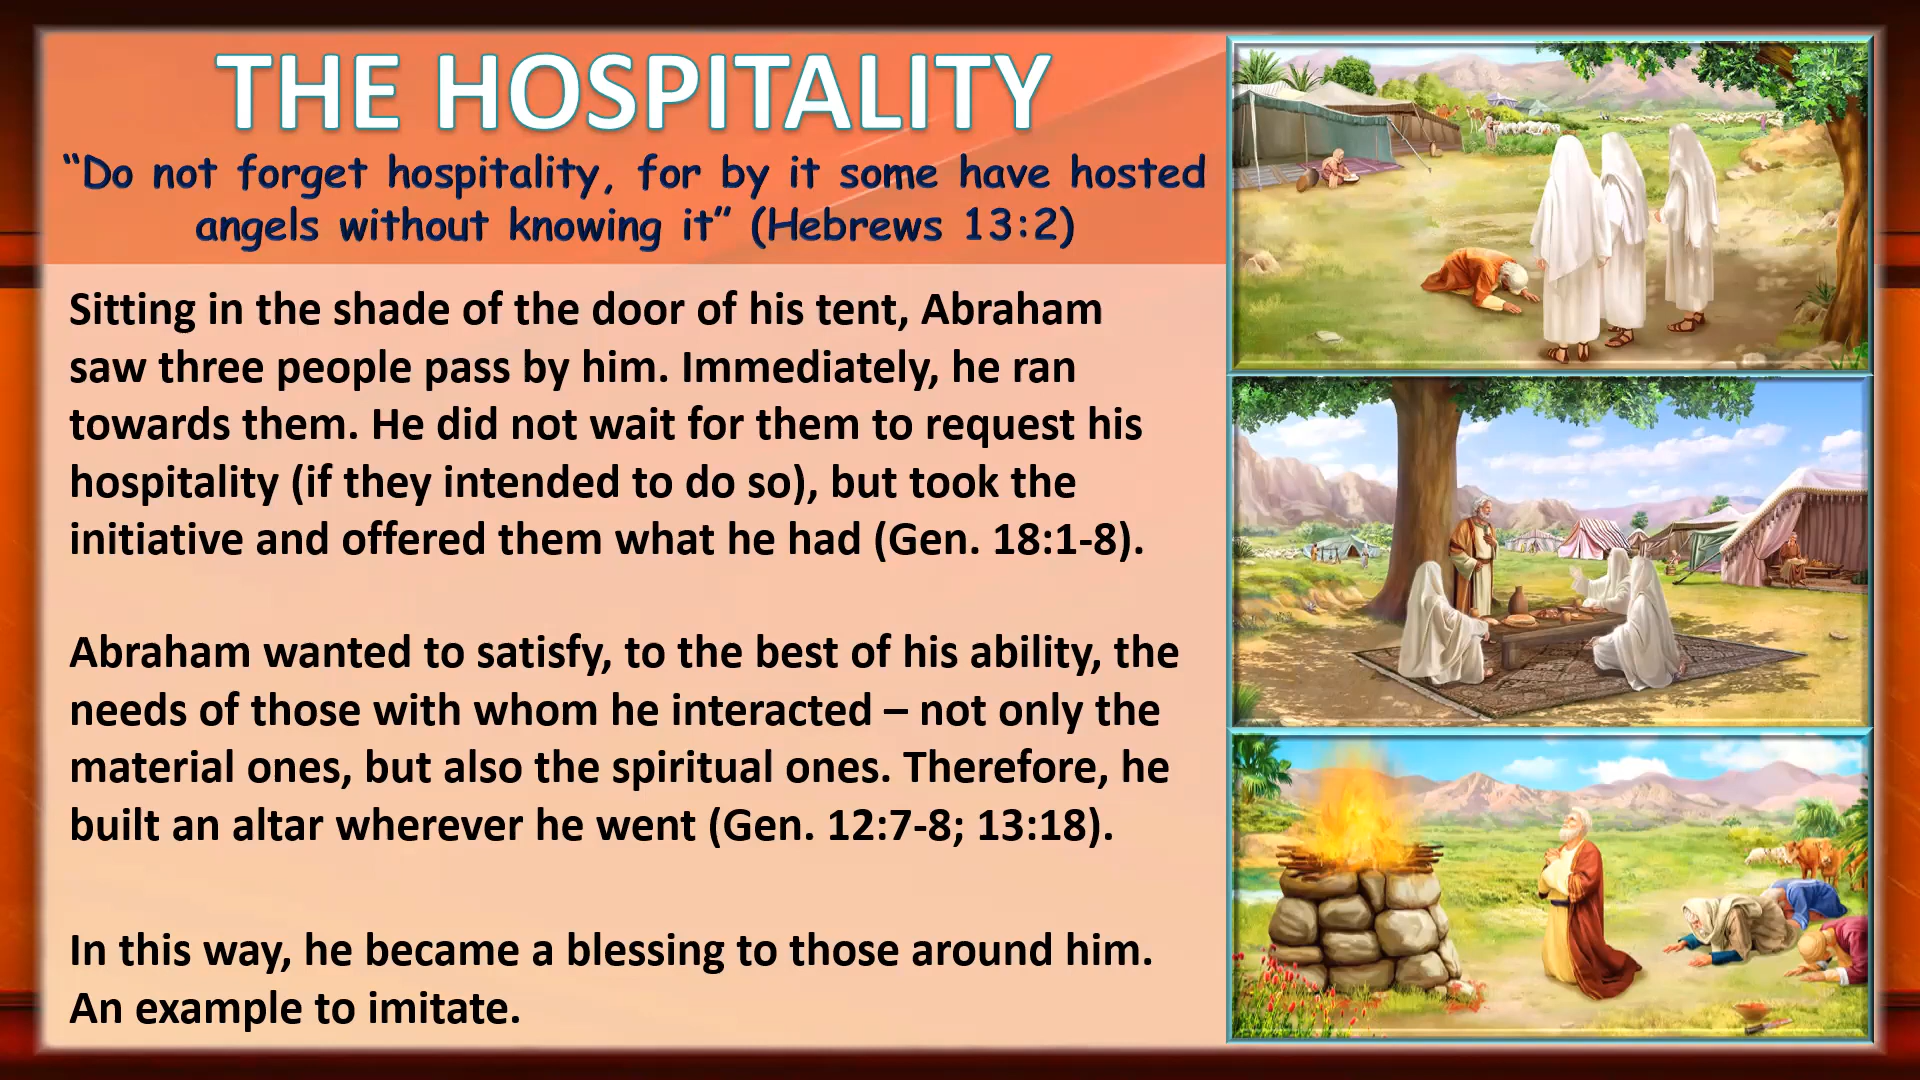 THE HOSPITALITY
“Do not forget hospitality, for by it some have hosted
angels without knowing it” (Hebrews 13:2)
Sitting in the shade of the door of his tent, Abraham
saw three people pass by him. Immediately, he ran
towards them. He did not wait for them to request his
hospitality (if they intended to do so), but took the
initiative and offered them what he had (Gen. 18:1-8).
Abraham wanted to satisfy, to the best of his ability, the
needs of those with whom he interacted – not only the
material ones, but also the spiritual ones. Therefore, he
built an altar wherever he went (Gen. 12:7-8; 13:18).
In this way, he became a blessing to those around him.
An example to imitate.